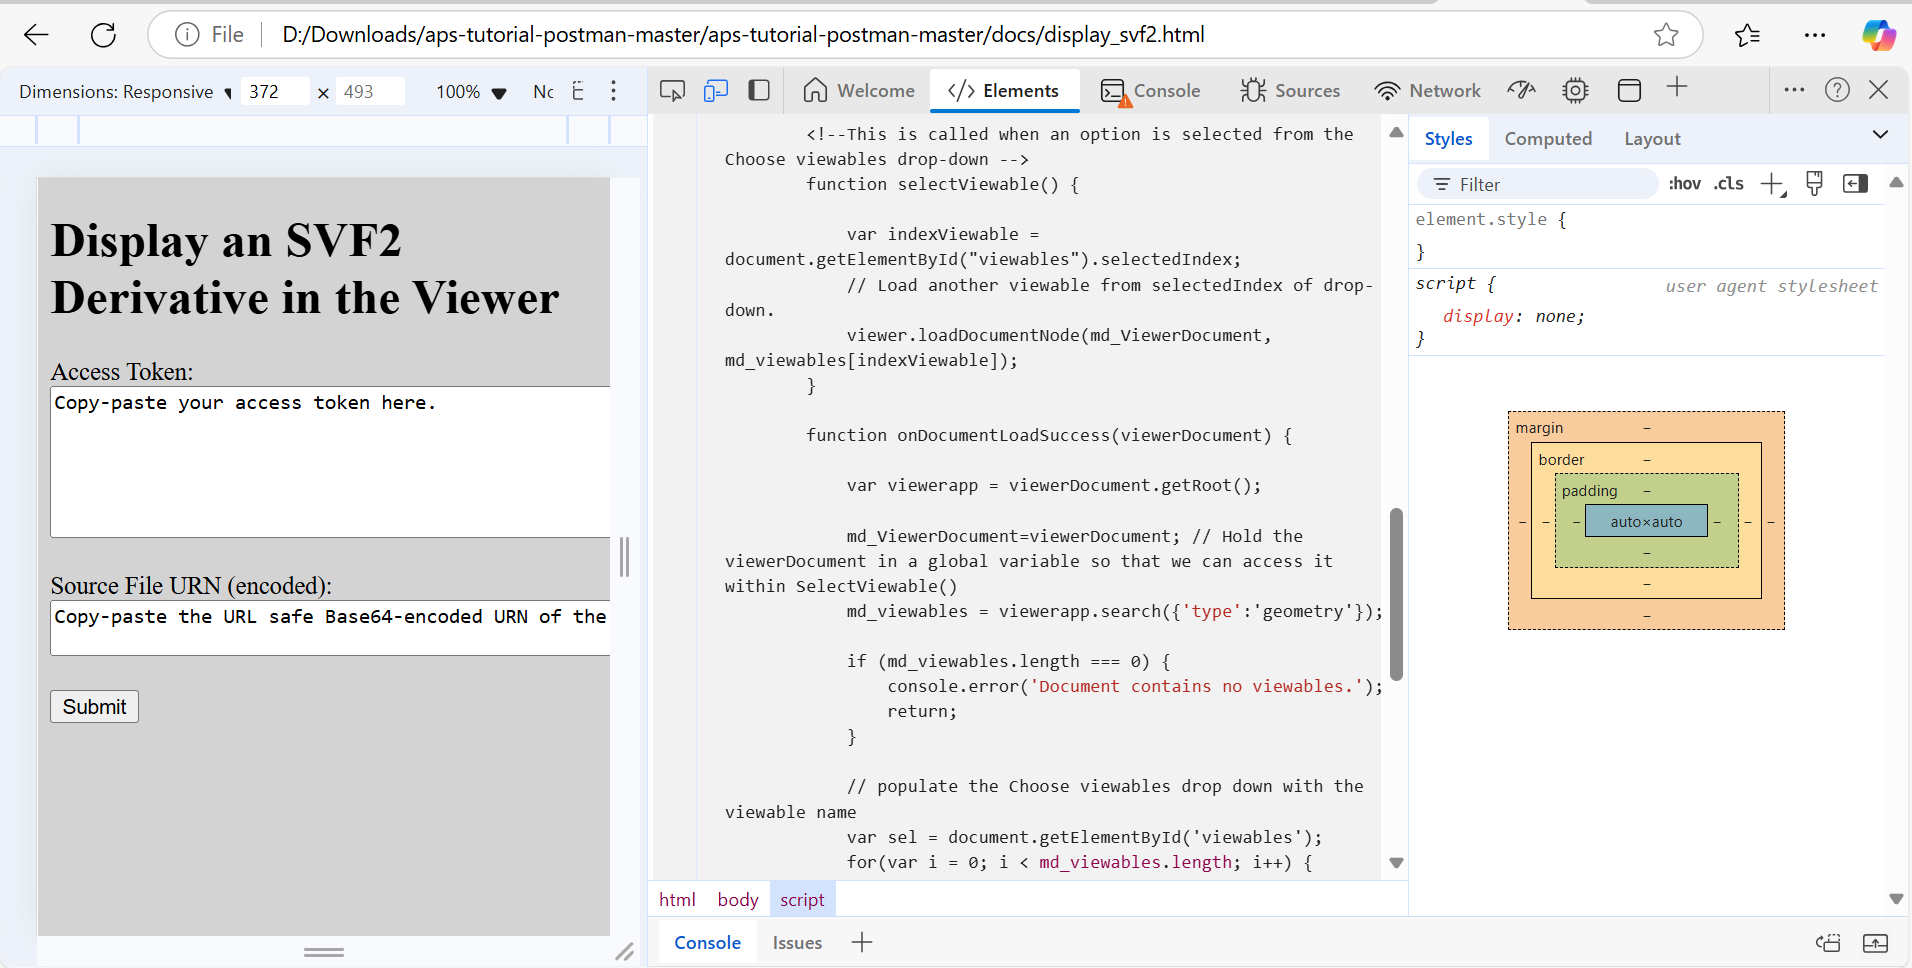 File
D:/Downloads/aps-tutorial-postman-master/aps-tutorial-postman-master/docs/display_svf2.html
Dimensions: Responsive 372 × 493 100%
Welcome
Elements
Console
Sources
Network
Display an SVF2
Derivative in the Viewer
Access Token:
Copy-paste your access token here.
Source File URN (encoded):
Copy-paste the URL safe Base64-encoded URN of the
Submit
<!--This is called when an option is selected from the
Choose viewables drop-down -->
function selectViewable() {
var indexViewable =
document.getElementById("viewables").selectedIndex;
// Load another viewable from selectedIndex of drop-
down.
viewer.loadDocumentNode(md_ViewerDocument,
md_viewables[indexViewable]);
}
function onDocumentLoadSuccess(viewerDocument) {
var viewerapp = viewerDocument.getRoot();
md_ViewerDocument=viewerDocument; // Hold the
viewerDocument in a global variable so that we can access it
within SelectViewable()
md_viewables = viewerapp.search({'type':'geometry'});
if (md_viewables.length === 0) {
console.error('Document contains no viewables.');
return;
}
// populate the Choose viewables drop down with the
viewable name
var sel = document.getElementById('viewables');
for(var i = 0; i < md_viewables.length; i++) {
html body script
Console Issues
Styles Computed Layout
Filter :hov .cls
element.style {
}
script { user agent stylesheet
display: none;
}
margin –
border –
padding –
– – – auto×auto – – –
–
–
–